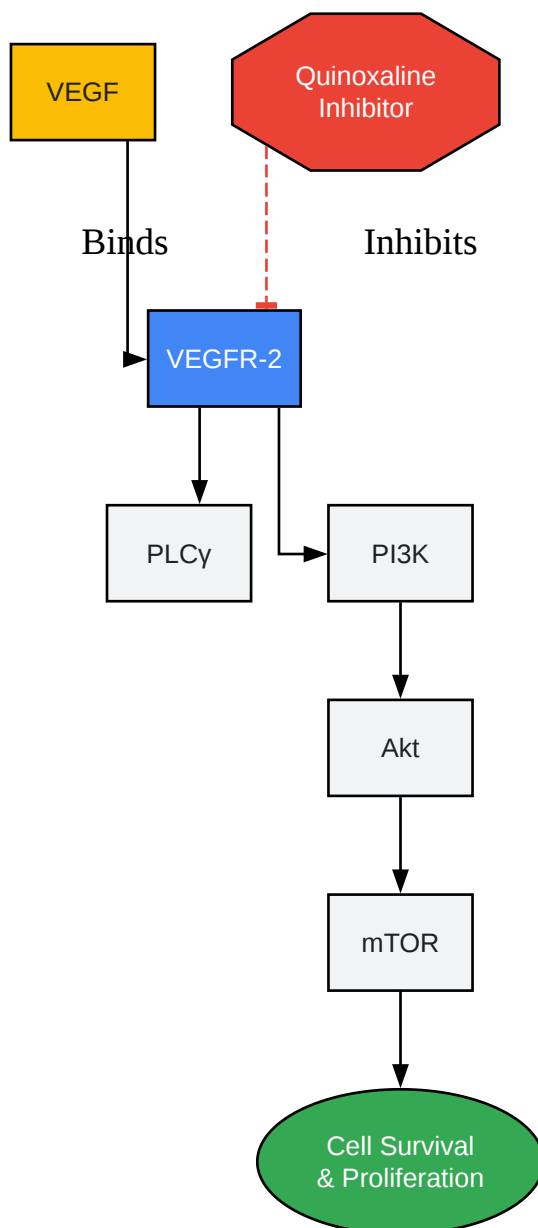 VEGF
Quinoxaline
Inhibitor
Binds
Inhibits
VEGFR-2
PLCγ
PI3K
Akt
mTOR
Cell Survival
& Proliferation